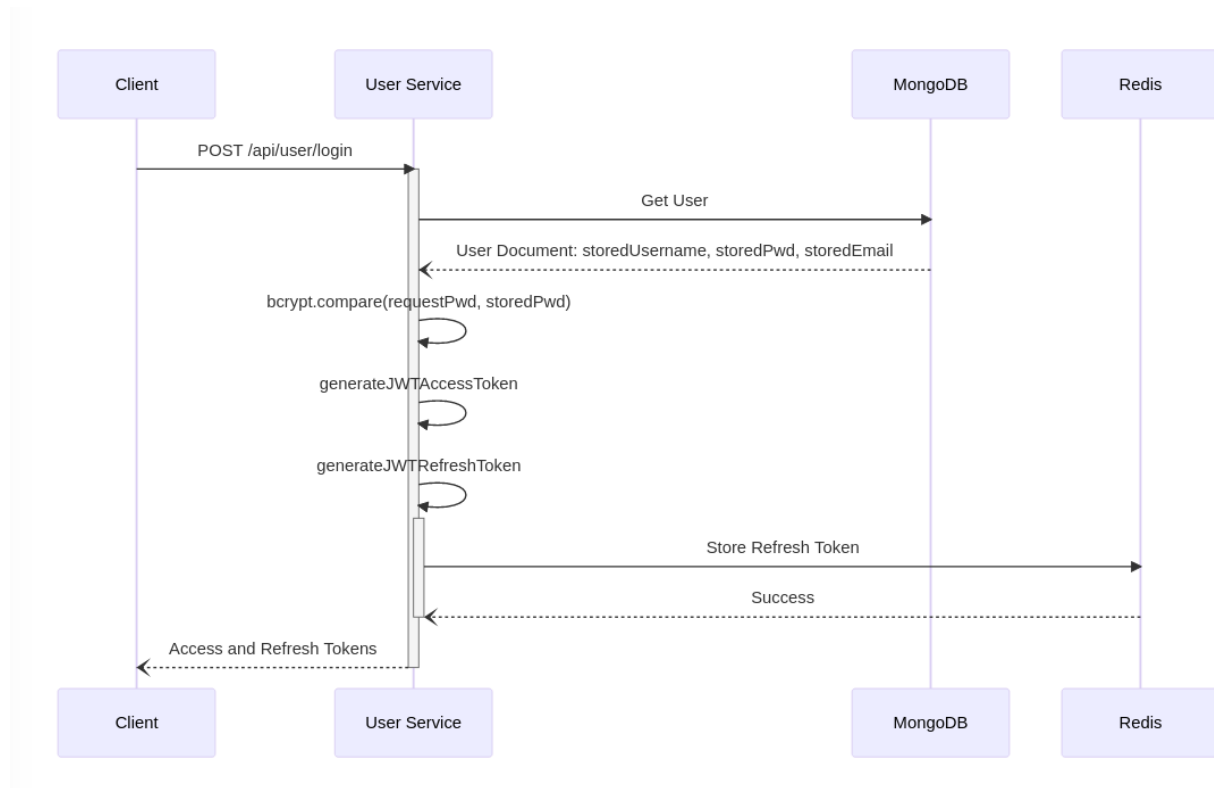 Client
User Service
MongoDB
Redis
POST /api/user/login
Get User
User Document: storedUsername, storedPwd, storedEmail
bcrypt.compare(requestPwd, storedPwd)
generateJWTAccessToken
generateJWTRefreshToken
Store Refresh Token
Success
Access and Refresh Tokens
Client
User Service
MongoDB
Redis